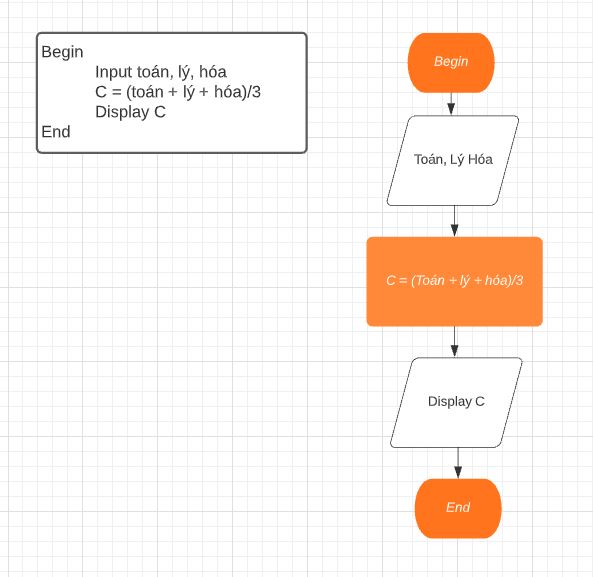 Begin
Input toán, lý, hóa
C = (toán + lý + hóa)/3
Display C
End
Begin
Toán, Lý Hóa
C = (Toán + lý + hóa)/3
Display C
End